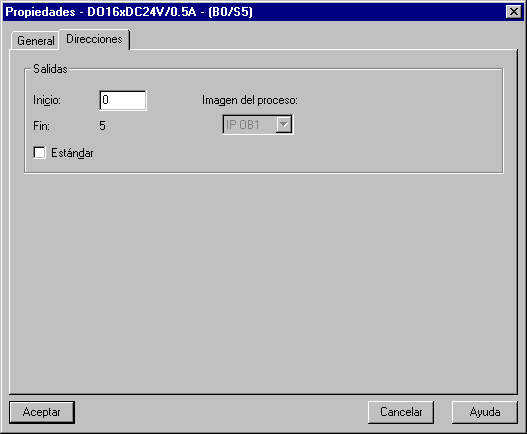 Propiedades - DO16xDC24V/0.5A - (B0/S5)
General Direcciones
Salidas
Inicio: 0 Imagen del proceso:
Fin: 5 IP OB1
Estándar
Aceptar Cancelar Ayuda